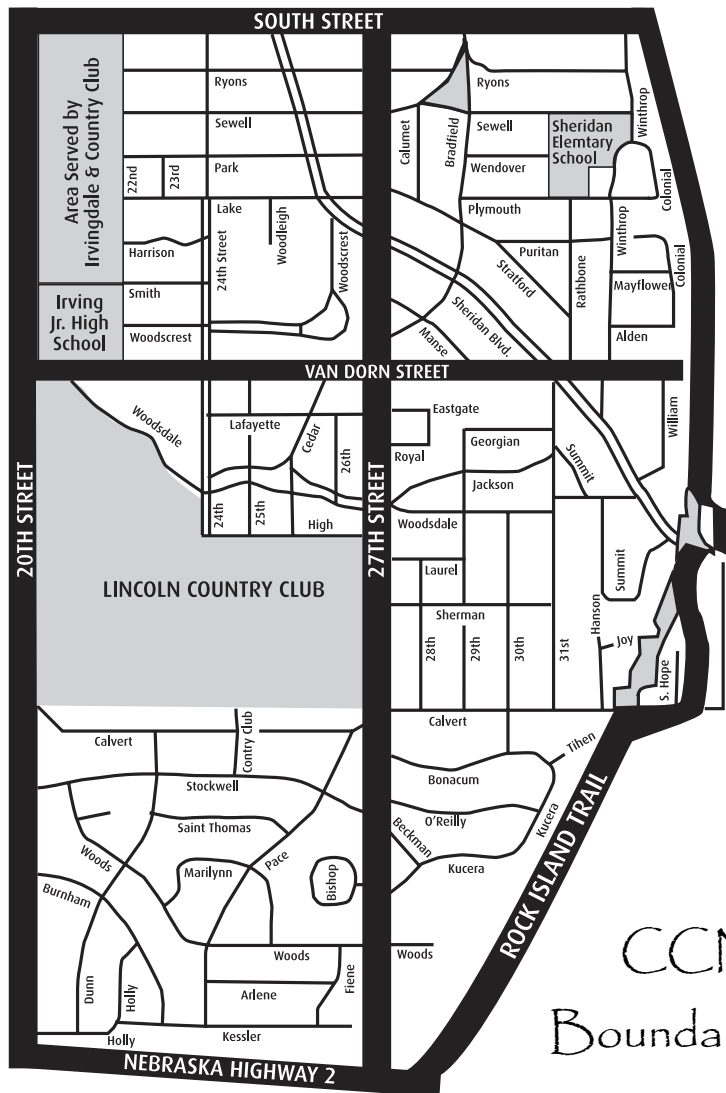 SOUTH STREET
Area Served by
Irvingdale & Country Club
Ryons
Sewell
Park
22nd
23rd
Lake
Harrison
24th Street
Woodleigh
Woodscrest
Smith
Irving
Jr. High
School
Woodscrest
Ryons
Calumet
Bradfield
Sewell
Wendover
Sheridan
Elemtary
School
Winthrop
Colonial
Plymouth
Puritan
Stratford
Rathbone
Winthrop
Colonial
Mayflower
Sheridan Blvd.
Manse
Alden
VAN DORN STREET
Woodsdale
Lafayette
Cedar
26th
24th
25th
High
20TH STREET
27TH STREET
LINCOLN COUNTRY CLUB
Eastgate
Royal
Georgian
Jackson
Summit
William
Woodsdale
Laurel
Sherman
28th
29th
30th
31st
Hanson
Joy
Summit
S. Hope
Calvert
Contry Club
Stockwell
Saint Thomas
Woods
Marilynn
Pace
Bishop
Burnham
Dunn
Holly
Woods
Arlene
Fiene
Holly
Kessler
Calvert
Tihen
Bonacum
O'Reilly
Beckman
Kucera
Kucera
Woods
ROCK ISLAND TRAIL
NEBRASKA HIGHWAY 2
CCN
Bounda